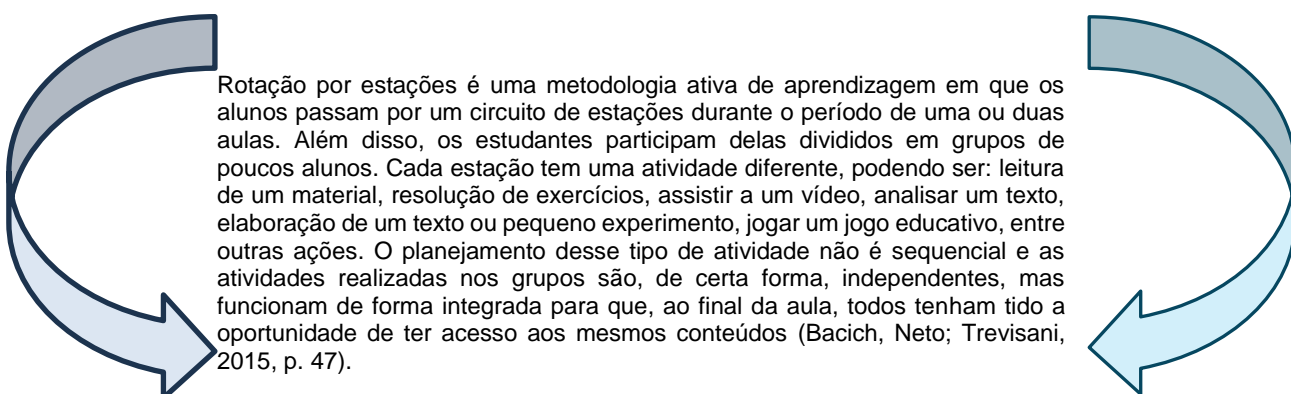 Rotação por estações é uma metodologia ativa de aprendizagem em que os
alunos passam por um circuito de estações durante o período de uma ou duas
aulas. Além disso, os estudantes participam delas divididos em grupos de
poucos alunos. Cada estação tem uma atividade diferente, podendo ser: leitura
de um material, resolução de exercícios, assistir a um vídeo, analisar um texto,
elaboração de um texto ou pequeno experimento, jogar um jogo educativo, entre
outras ações. O planejamento desse tipo de atividade não é sequencial e as
atividades realizadas nos grupos são, de certa forma, independentes, mas
funcionam de forma integrada para que, ao final da aula, todos tenham tido a
oportunidade de ter acesso aos mesmos conteúdos (Bacich, Neto; Trevisani,
2015, p. 47).